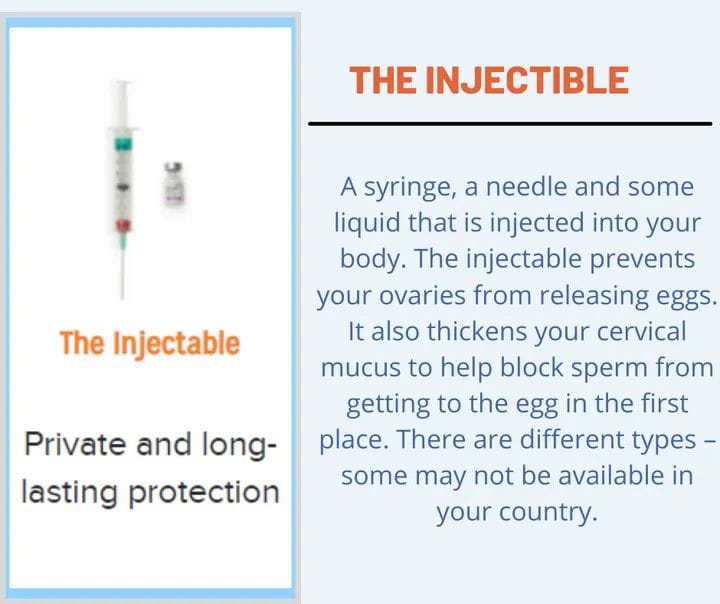 The Injectable
Private and long-
lasting protection
THE INJECTIBLE
A syringe, a needle and some
liquid that is injected into your
body. The injectable prevents
your ovaries from releasing eggs.
It also thickens your cervical
mucus to help block sperm from
getting to the egg in the first
place. There are different types –
some may not be available in
your country.